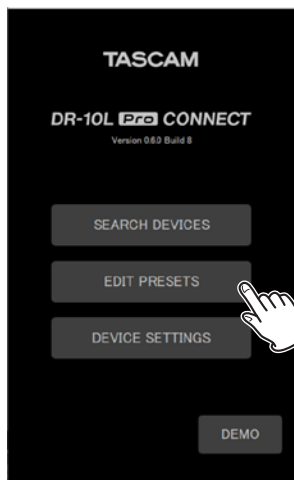 TASCAM
DR-10L Pro CONNECT
Version 0.6.0 Build 8
SEARCH DEVICES
EDIT PRESETS
DEVICE SETTINGS
DEMO